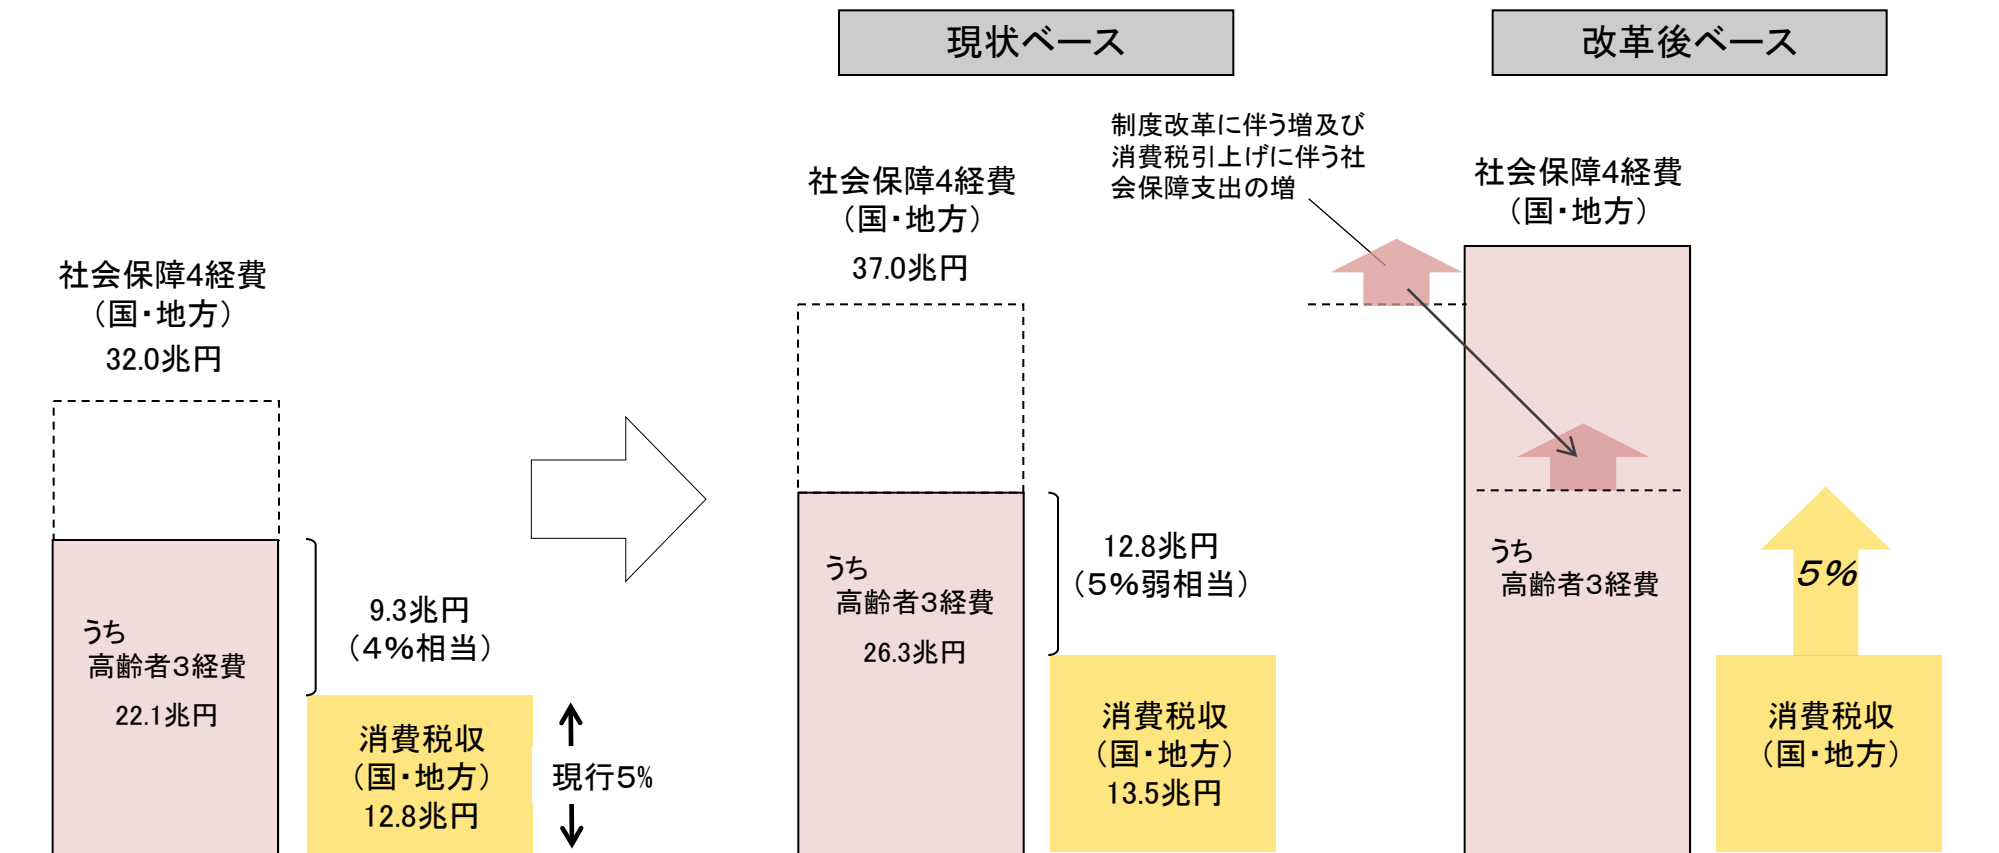 現状ベース
改革後ベース
制度改革に伴う増及び
消費税引上げに伴う社
会保障支出の増
社会保障4経費
（国・地方）
32.0兆円
うち
高齢者３経費
22.1兆円
9.3兆円
（４％相当）
消費税収
（国・地方）
12.8兆円
現行５%
社会保障4経費
（国・地方）
37.0兆円
うち
高齢者３経費
26.3兆円
12.8兆円
（５％弱相当）
消費税収
（国・地方）
13.5兆円
社会保障4経費
（国・地方）
うち
高齢者３経費
５％
消費税収
（国・地方）